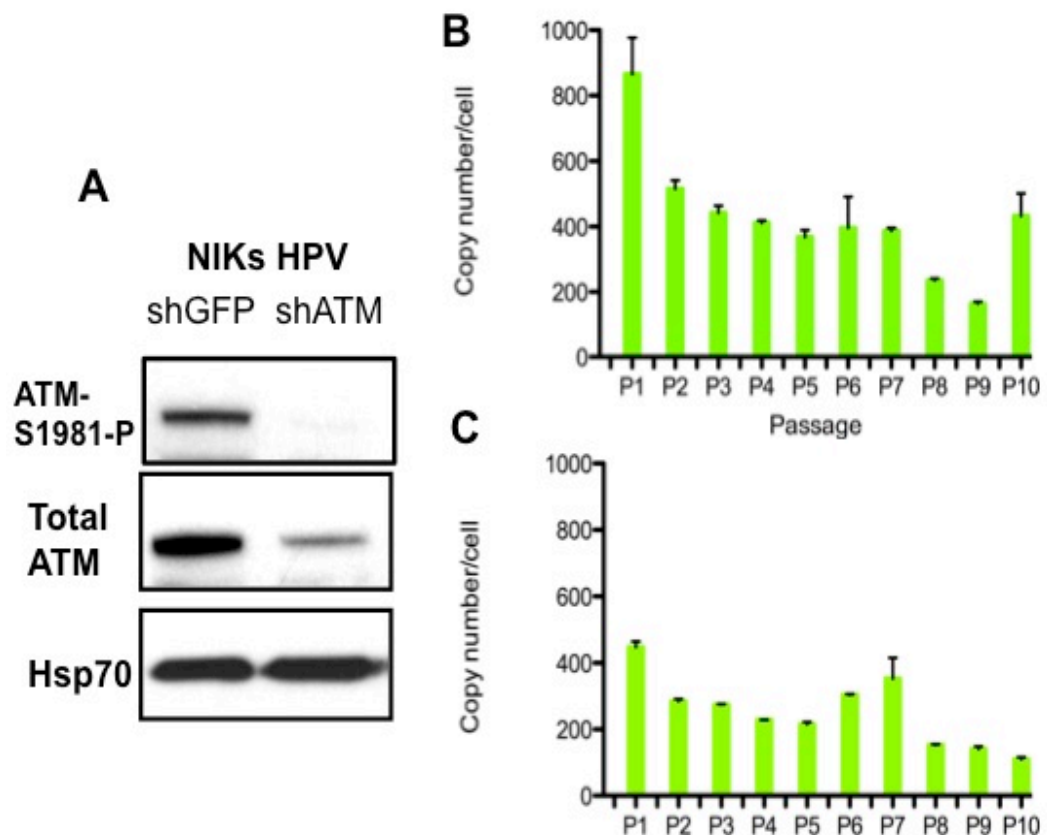 A
NIKs HPV
shGFP shATM
ATM-
S1981-P
Total
ATM
Hsp70
B
Copy number/cell
1000
800
600
400
200
0
P1 P2 P3 P4 P5 P6 P7 P8 P9 P10
Passage
C
Copy number/cell
1000
800
600
400
200
0
P1 P2 P3 P4 P5 P6 P7 P8 P9 P10